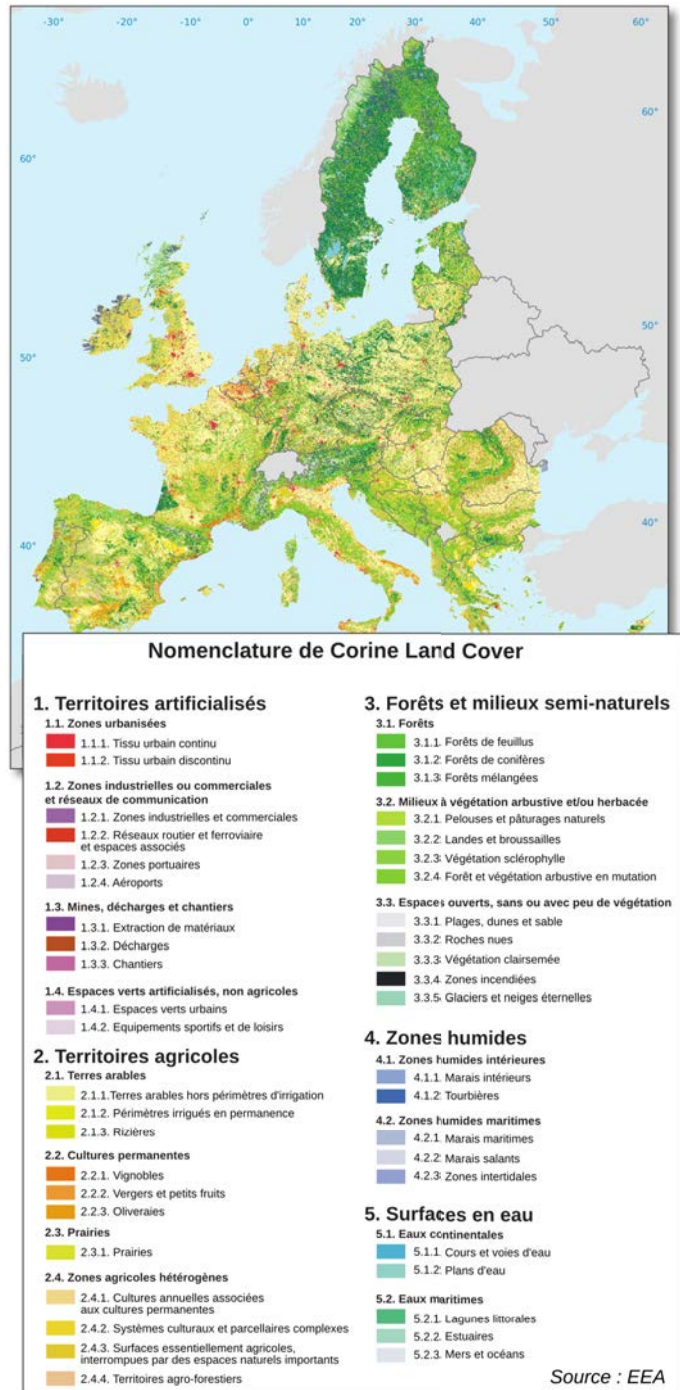 -30° -20° -10° 0° 10° 20° 30° 40° 60°
60°
60°
50°
50°
40°
40°
Nomenclature de Corine Land Cover
1. Territoires artificialisés
1.1. Zones urbanisées
1.1.1. Tissu urbain continu
1.1.2. Tissu urbain discontinu
1.2. Zones industrielles ou commerciales
et réseaux de communication
1.2.1. Zones industrielles et commerciales
1.2.2. Réseaux routier et ferroviaire
et espaces associés
1.2.3. Zones portuaires
1.2.4. Aéroports
1.3. Mines, décharges et chantiers
1.3.1. Extraction de matériaux
1.3.2. Décharges
1.3.3. Chantiers
1.4. Espaces verts artificialisés, non agricoles
1.4.1. Espaces verts urbains
1.4.2. Equipements sportifs et de loisirs
2. Territoires agricoles
2.1. Terres arables
2.1.1.Terres arables hors périmètres d'irrigation
2.1.2. Périmètres irrigués en permanence
2.1.3. Rizières
2.2. Cultures permanentes
2.2.1. Vignobles
2.2.2. Vergers et petits fruits
2.2.3. Oliveraies
2.3. Prairies
2.3.1. Prairies
2.4. Zones agricoles hétérogènes
2.4.1. Cultures annuelles associées
aux cultures permanentes
2.4.2. Systèmes culturaux et parcellaires complexes
2.4.3. Surfaces essentiellement agricoles,
interrompues par des espaces naturels importants
2.4.4. Territoires agro-forestiers
3. Forêts et milieux semi-naturels
3.1. Forêts
3.1.1. Forêts de feuillus
3.1.2. Forêts de conifères
3.1.3. Forêts mélangées
3.2. Milieux à végétation arbustive et/ou herbacée
3.2.1. Pelouses et pâturages naturels
3.2.2. Landes et broussailles
3.2.3. Végétation sclérophylle
3.2.4. Forêt et végétation arbustive en mutation
3.3. Espaces ouverts, sans ou avec peu de végétation
3.3.1. Plages, dunes et sable
3.3.2. Roches nues
3.3.3. Végétation clairsemée
3.3.4. Zones incendiées
3.3.5. Glaciers et neiges éternelles
4. Zones humides
4.1. Zones humides intérieures
4.1.1. Marais intérieurs
4.1.2. Tourbières
4.2. Zones humides maritimes
4.2.1. Marais maritimes
4.2.2. Marais salants
4.2.3. Zones intertidales
5. Surfaces en eau
5.1. Eaux continentales
5.1.1. Cours et voies d'eau
5.1.2. Plans d'eau
5.2. Eaux maritimes
5.2.1. Lagunes littorales
5.2.2. Estuaires
5.2.3. Mers et océans
Source : EEA